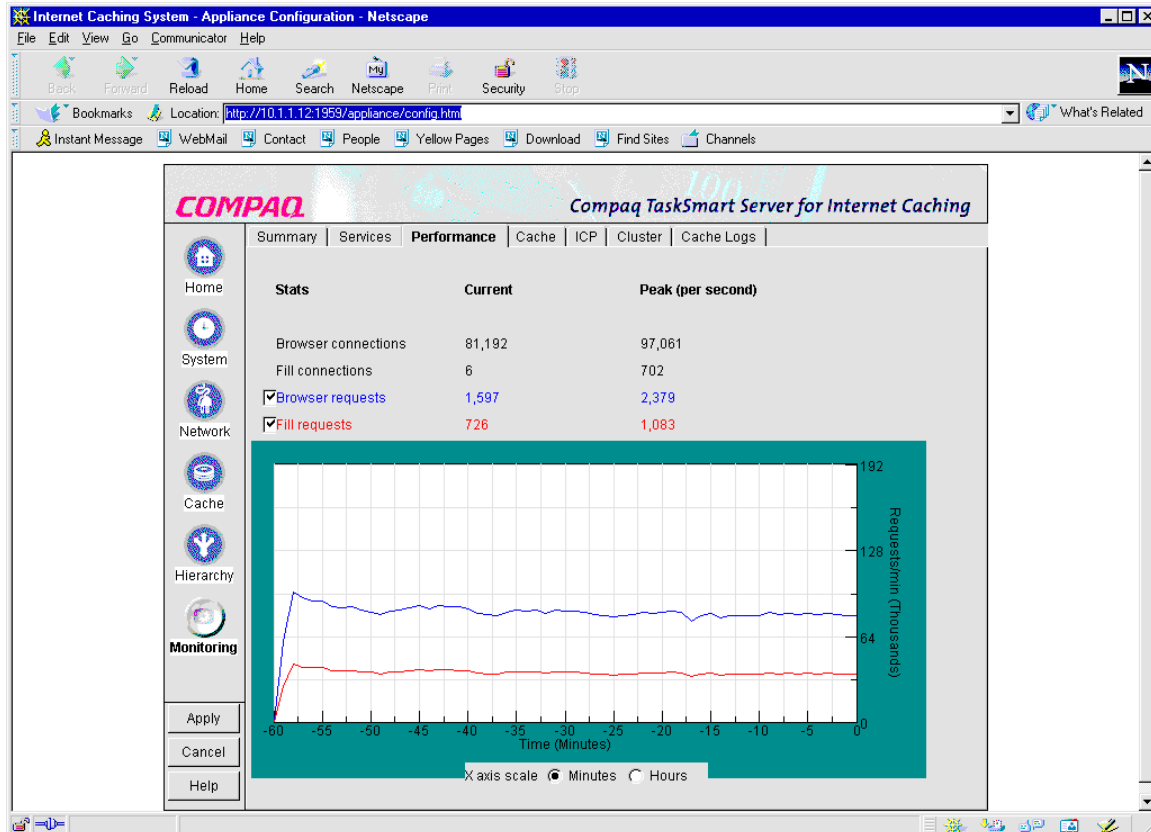 Internet Caching System - Appliance Configuration - Netscape
File Edit View Go Communicator Help
Back Forward Reload Home Search Netscape Print Security Stop
My
N
Bookmarks Location: http://10.1.1.12:1959/appliance/config.htm What's Related
Instant Message WebMail Contact People Yellow Pages Download Find Sites Channels
100
COMPAQ Compaq TaskSmart Server for Internet Caching
Summary Services Performance Cache ICP Cluster Cache Logs
Home
System
Network
Cache
Hierarchy
Monitoring
Apply
Cancel
Help
Stats Current Peak (per second)
Browser connections 81,192 97,061
Fill connections 6 702
Browser requests 1,597 2,379
Fill requests 726 1,083
192
128
64
0
Requests/min (Thousands)
-60 -55 -50 -45 -40 -35 -30 -25 -20 -15 -10 -5 0
Time (Minutes)
X axis scale Minutes Hours